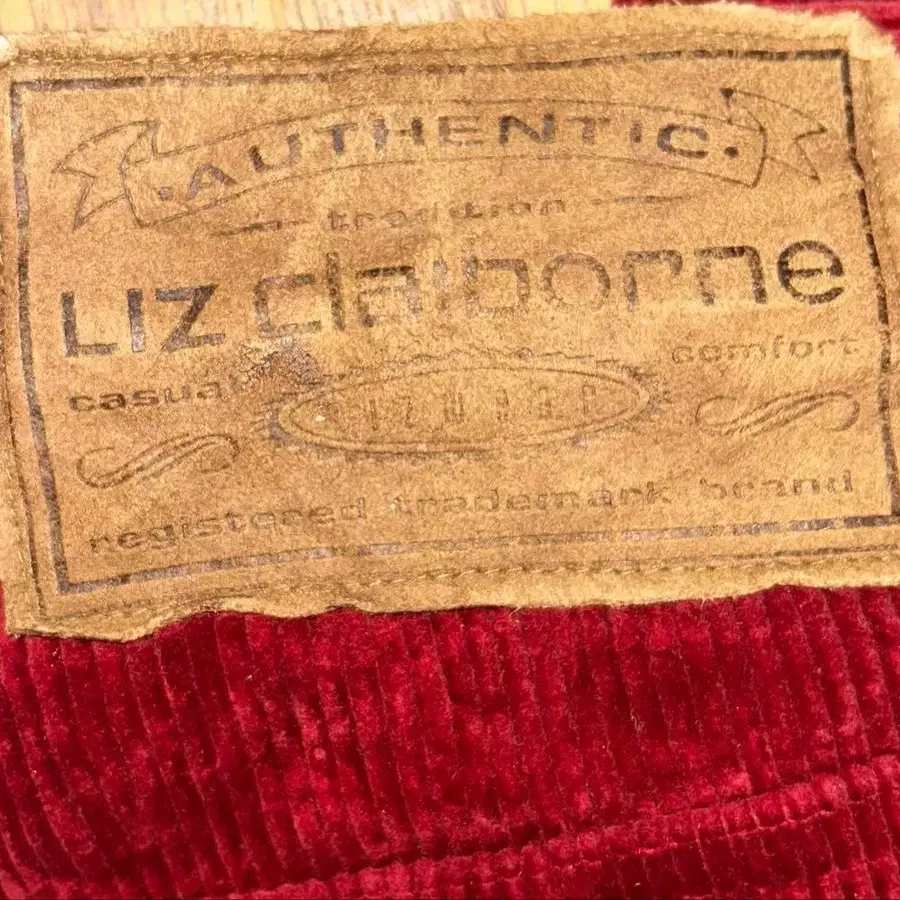 ·AUTHENTIC·
tradition
LIZ claiborne
casual comfort
registered trademark brand